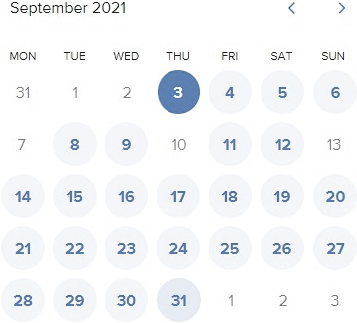 September 2021
MON TUE WED THU FRI SAT SUN
31 1 2 3 4 5 6
7 8 9 10 11 12 13
14 15 16 17 18 19 20
21 22 23 24 25 26 27
28 29 30 31 1 2 3